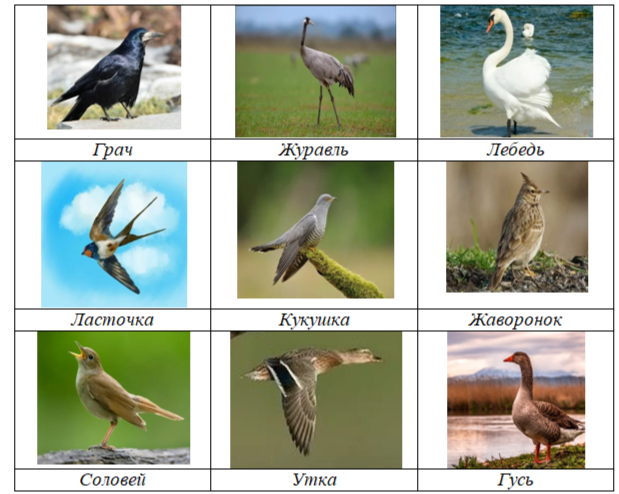 Грач
Журавль
Лебедь
Ласточка
Кукушка
Жаворонок
Соловей
Утка
Гусь